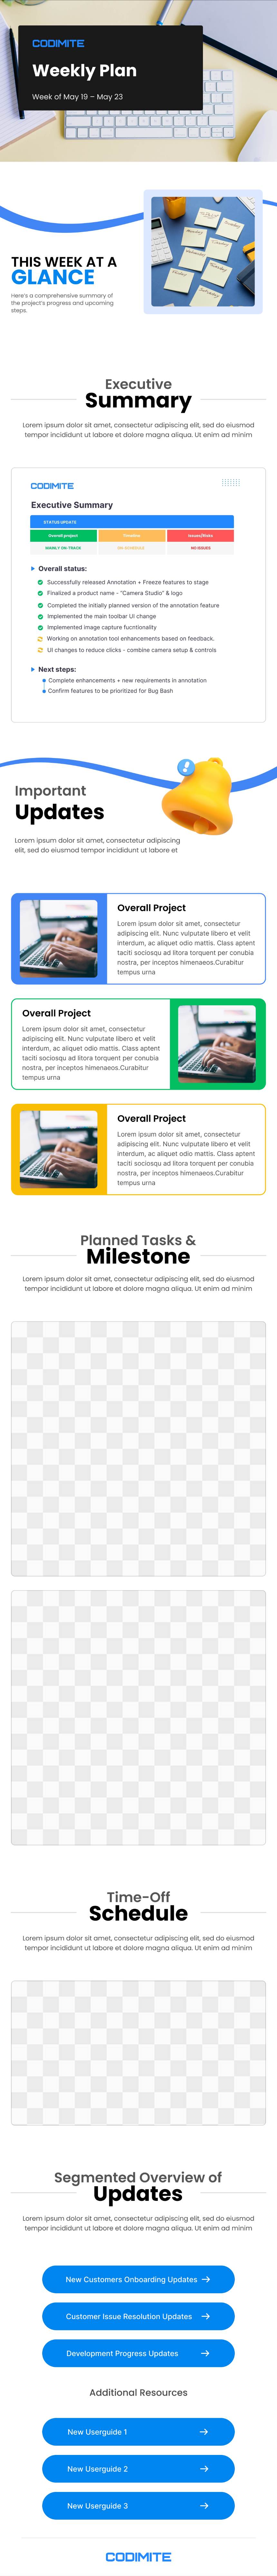 CODIMITE
Weekly Plan
Week of May 19 – May 23
THIS WEEK AT A
GLANCE
Here's a comprehensive summary of
the project's progress and upcoming
steps.
Executive
Summary
Lorem ipsum dolor sit amet, consectetur adipiscing elit, sed do eiusmod
tempor incididunt ut labore et dolore magna aliqua. Ut enim ad minim
CODIMITE
Executive Summary
STATUS UPDATE
Overall project
Timeline
Issues/Risks
MAINLY ON-TRACK
ON-SCHEDULE
NO ISSUES
Overall status:
Successfully released Annotation + Freeze features to stage
Finalized a product name - "Camera Studio" & logo
Completed the initially planned version of the annotation feature
Implemented the main toolbar UI change
Implemented image capture functionality
Working on annotation tool enhancements based on feedback.
UI changes to reduce clicks - combine camera setup & controls
Next steps:
Complete enhancements + new requirements in annotation
Confirm features to be prioritized for Bug Bash
Important
Updates
Lorem ipsum dolor sit amet, consectetur adipiscing
elit, sed do eiusmod tempor incididunt ut labore et
Overall Project
Lorem ipsum dolor sit amet, consectetur
adipiscing elit. Nunc vulputate libero et velit
interdum, ac aliquet odio mattis. Class aptent
taciti sociosqu ad litora torquent per conubia
nostra, per inceptos himenaeos.Curabitur
tempus urna
Overall Project
Lorem ipsum dolor sit amet, consectetur
adipiscing elit. Nunc vulputate libero et velit
interdum, ac aliquet odio mattis. Class aptent
taciti sociosqu ad litora torquent per conubia
nostra, per inceptos himenaeos.Curabitur
tempus urna
Overall Project
Lorem ipsum dolor sit amet, consectetur
adipiscing elit. Nunc vulputate libero et velit
interdum, ac aliquet odio mattis. Class aptent
taciti sociosqu ad litora torquent per conubia
nostra, per inceptos himenaeos.Curabitur
tempus urna
Planned Tasks &
Milestone
Lorem ipsum dolor sit amet, consectetur adipiscing elit, sed do eiusmod
tempor incididunt ut labore et dolore magna aliqua. Ut enim ad minim
Time-Off
Schedule
Lorem ipsum dolor sit amet, consectetur adipiscing elit, sed do eiusmod
tempor incididunt ut labore et dolore magna aliqua. Ut enim ad minim
Segmented Overview of
Updates
Lorem ipsum dolor sit amet, consectetur adipiscing elit, sed do eiusmod
tempor incididunt ut labore et dolore magna aliqua. Ut enim ad minim
New Customers Onboarding Updates →
Customer Issue Resolution Updates →
Development Progress Updates →
Additional Resources
New Userguide 1 →
New Userguide 2 →
New Userguide 3 →
CODIMITE